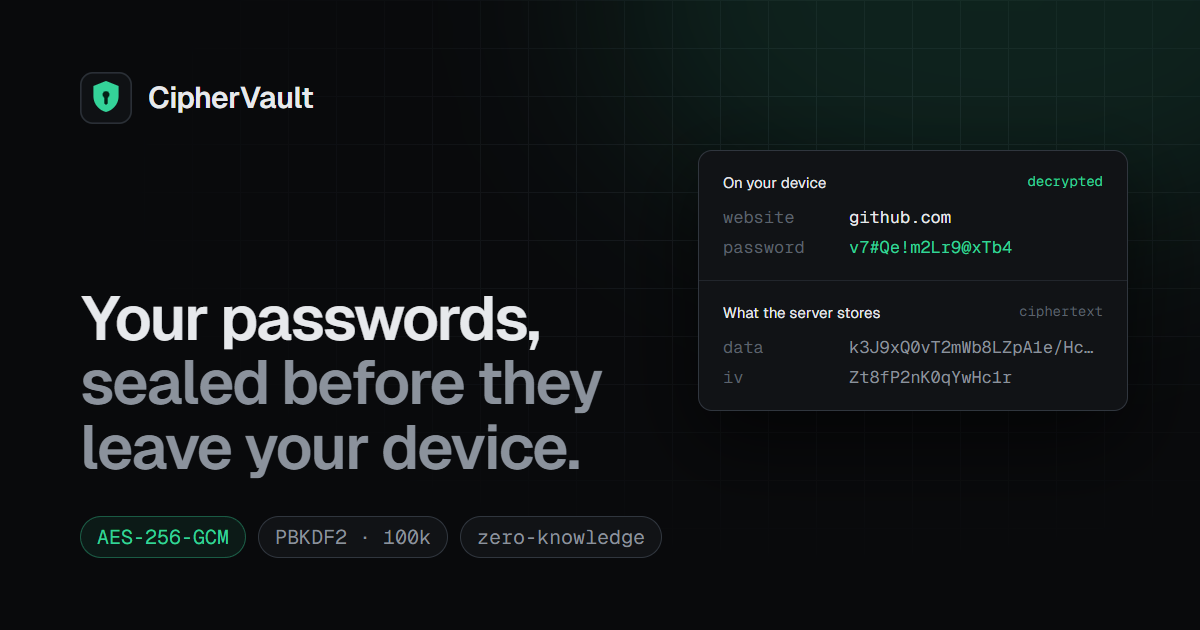 CipherVault
On your device decrypted
website github.com
password v7#Qe!m2Lr9@xTb4
What the server stores ciphertext
data k3J9xQ0vT2mWb8LZpA1e/Hc…
iv Zt8fP2nK0qYwHc1r
Your passwords,
sealed before they
leave your device.
AES-256-GCM PBKDF2 · 100k zero-knowledge